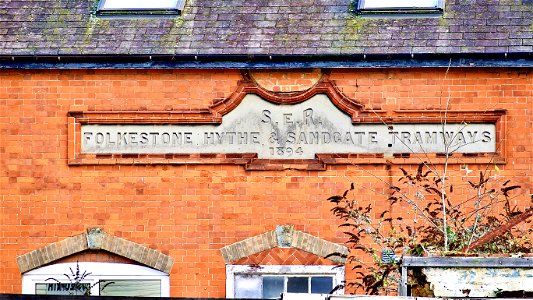 S.E.R.
FOLKESTONE, HYTHE & SANDGATE TRAMWAYS
1894